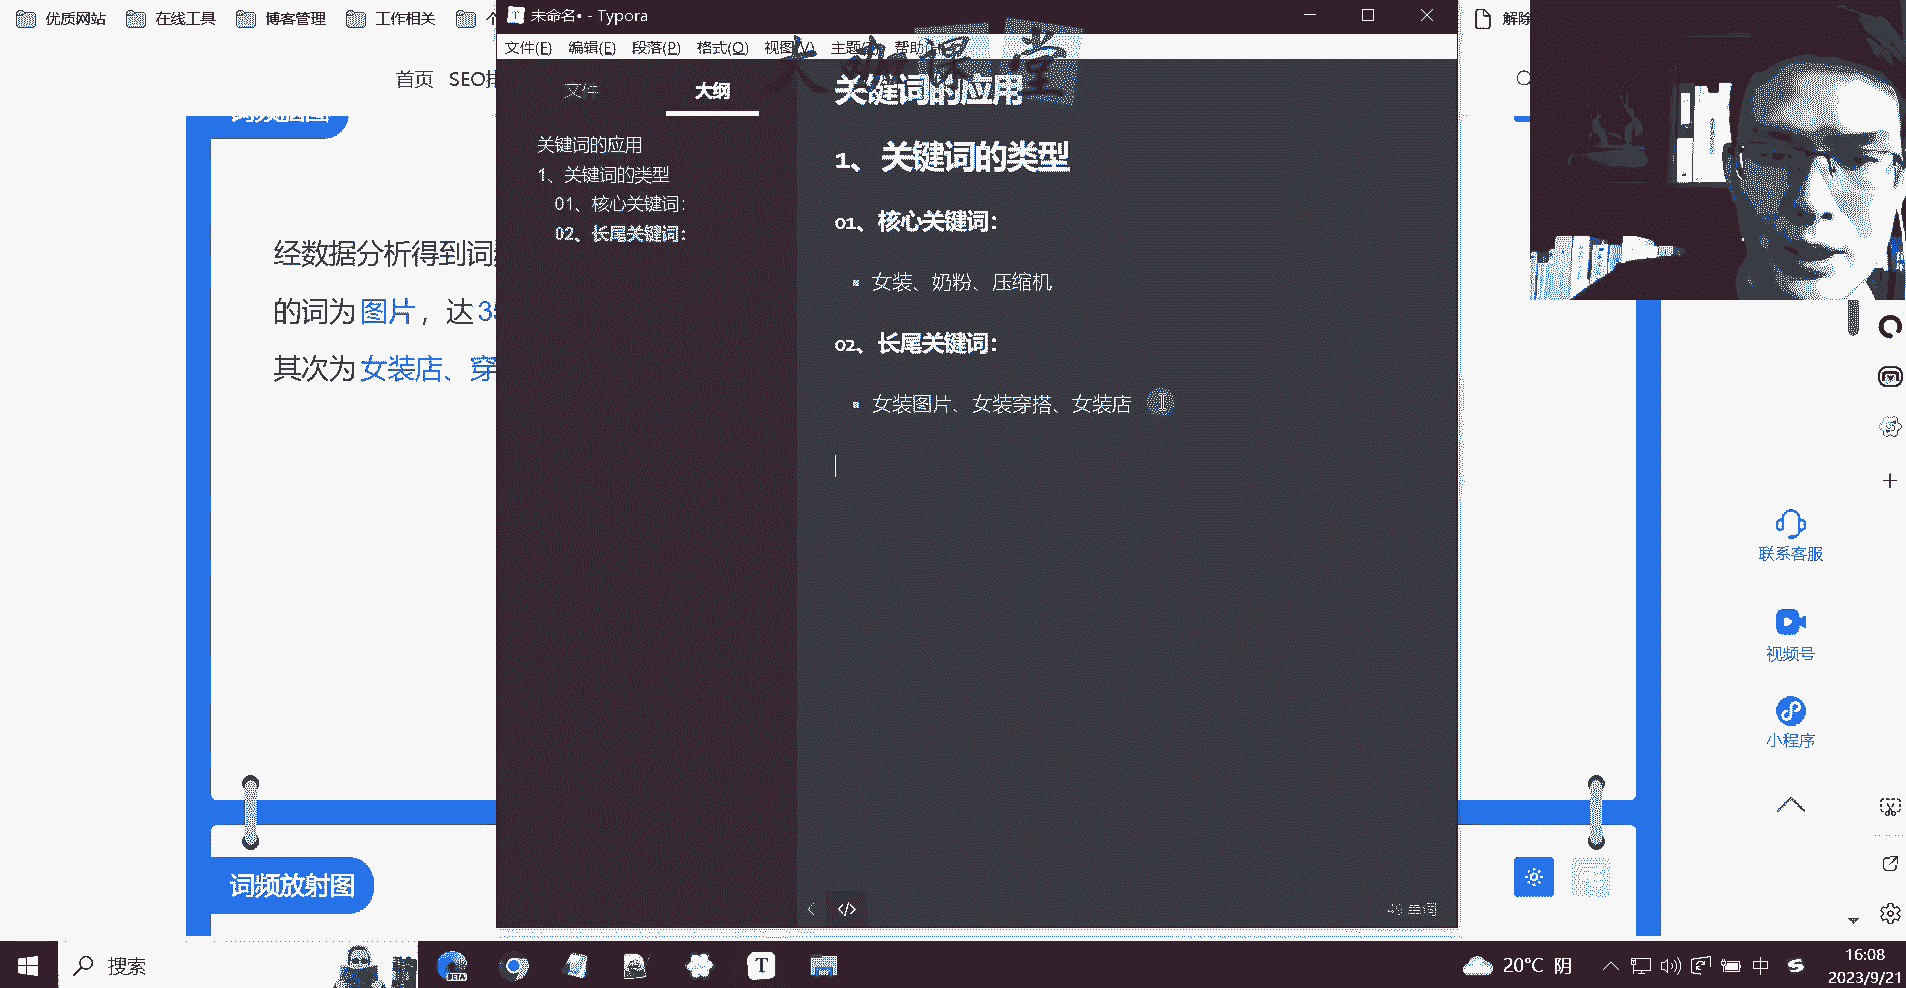 优质网站
在线工具
博客管理
工作相关
未命名• - Typora
解除
文件(F) 编辑(E) 段落(P) 格式(O) 视图(V) 主题 帮助
大咖课堂
首页 SEO
文件
大纲
关键词的应用
1、关键词的类型
01、核心关键词：
02、长尾关键词：
关键词的应用
1、关键词的类型
01、核心关键词：
女装、奶粉、压缩机
02、长尾关键词：
女装图片、女装穿搭、女装店
经数据分析得到词
的词为 图片，达 35
其次为 女装店、穿
联系客服
视频号
小程序
词频放射图
搜索
BETA
T
20°C 阴
中
16:08
2023/9/21